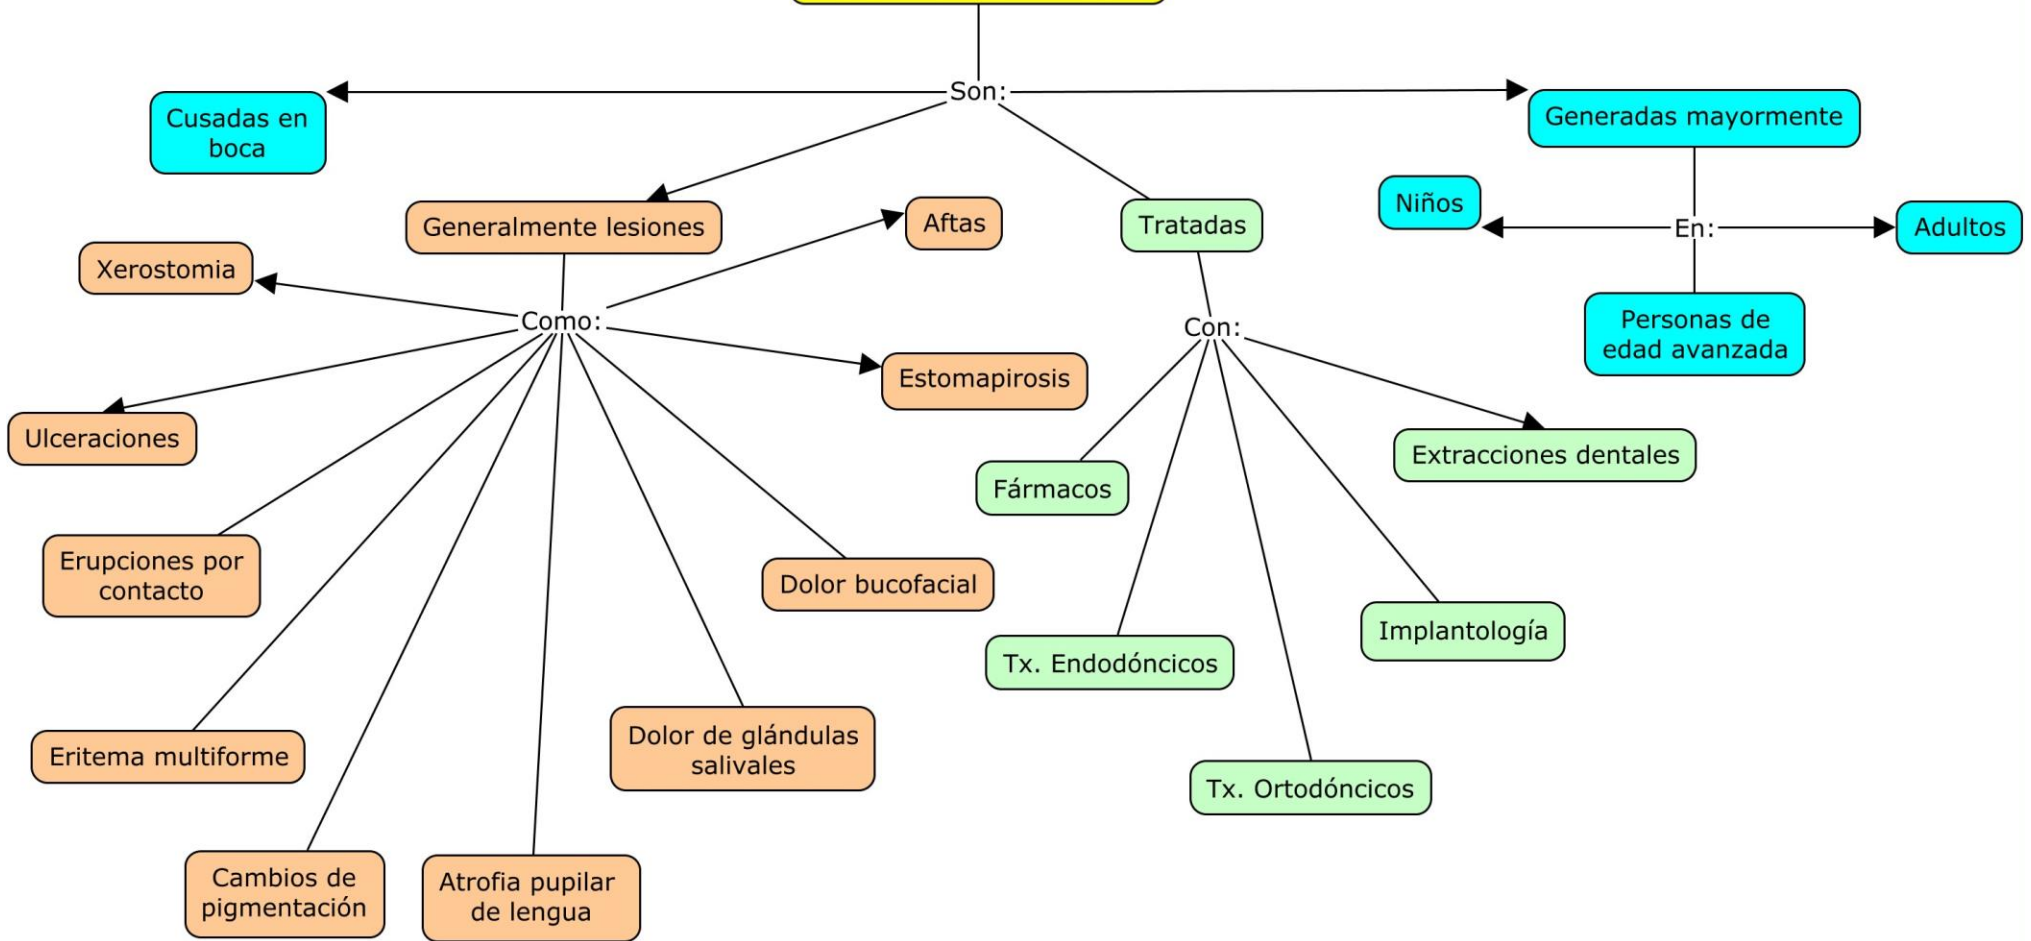 Son:
Cusadas en
boca
Generadas mayormente
Generalmente lesiones
Aftas
Tratadas
Niños
En:
Adultos
Xerostomia
Como:
Con:
Personas de
edad avanzada
Estomapirosis
Ulceraciones
Extracciones dentales
Fármacos
Erupciones por
contacto
Dolor bucofacial
Implantología
Tx. Endodóncicos
Eritema multiforme
Dolor de glándulas
salivales
Tx. Ortodóncicos
Cambios de
pigmentación
Atrofia pupilar
de lengua